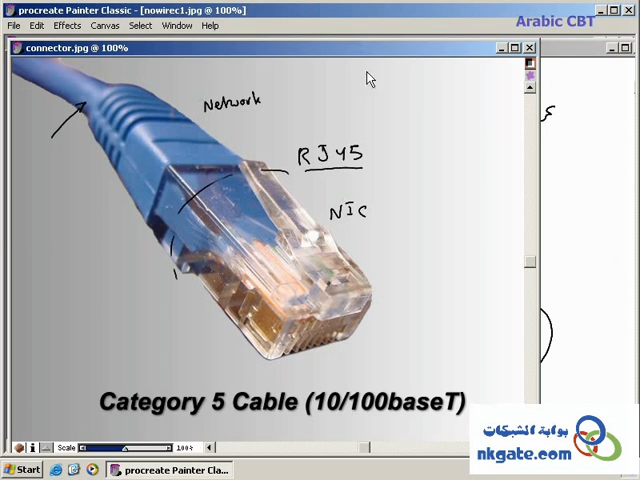 procreate Painter Classic - [nowirec1.jpg @ 100%]
File Edit Effects Canvas Select Window Help
Arabic CBT
connector.jpg @ 100%
Network
RJ45
NIC
Category 5 Cable (10/100baseT)
Scale 100%
بوابة الشبكات
nkgate.com
Start procreate Painter Cla...